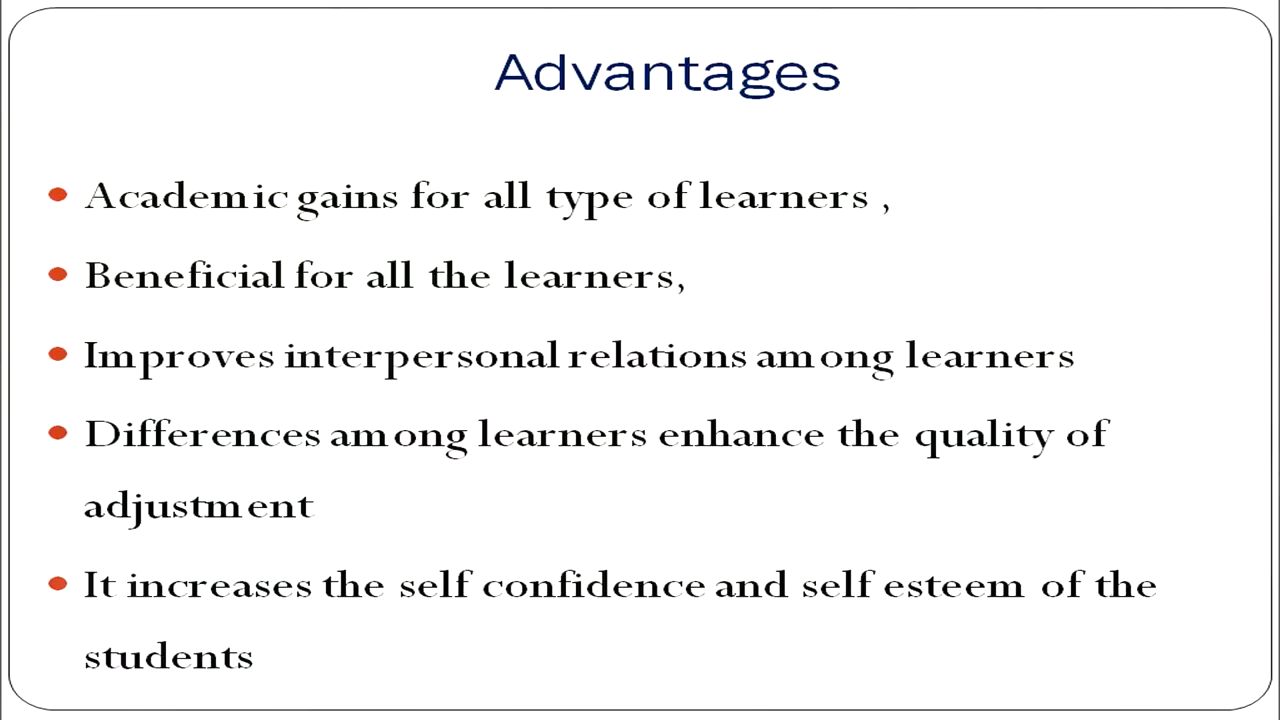 Advantages
Academic gains for all type of learners ,
Beneficial for all the learners,
Improves interpersonal relations among learners
Differences among learners enhance the quality of
adjustment
It increases the self confidence and self esteem of the
students